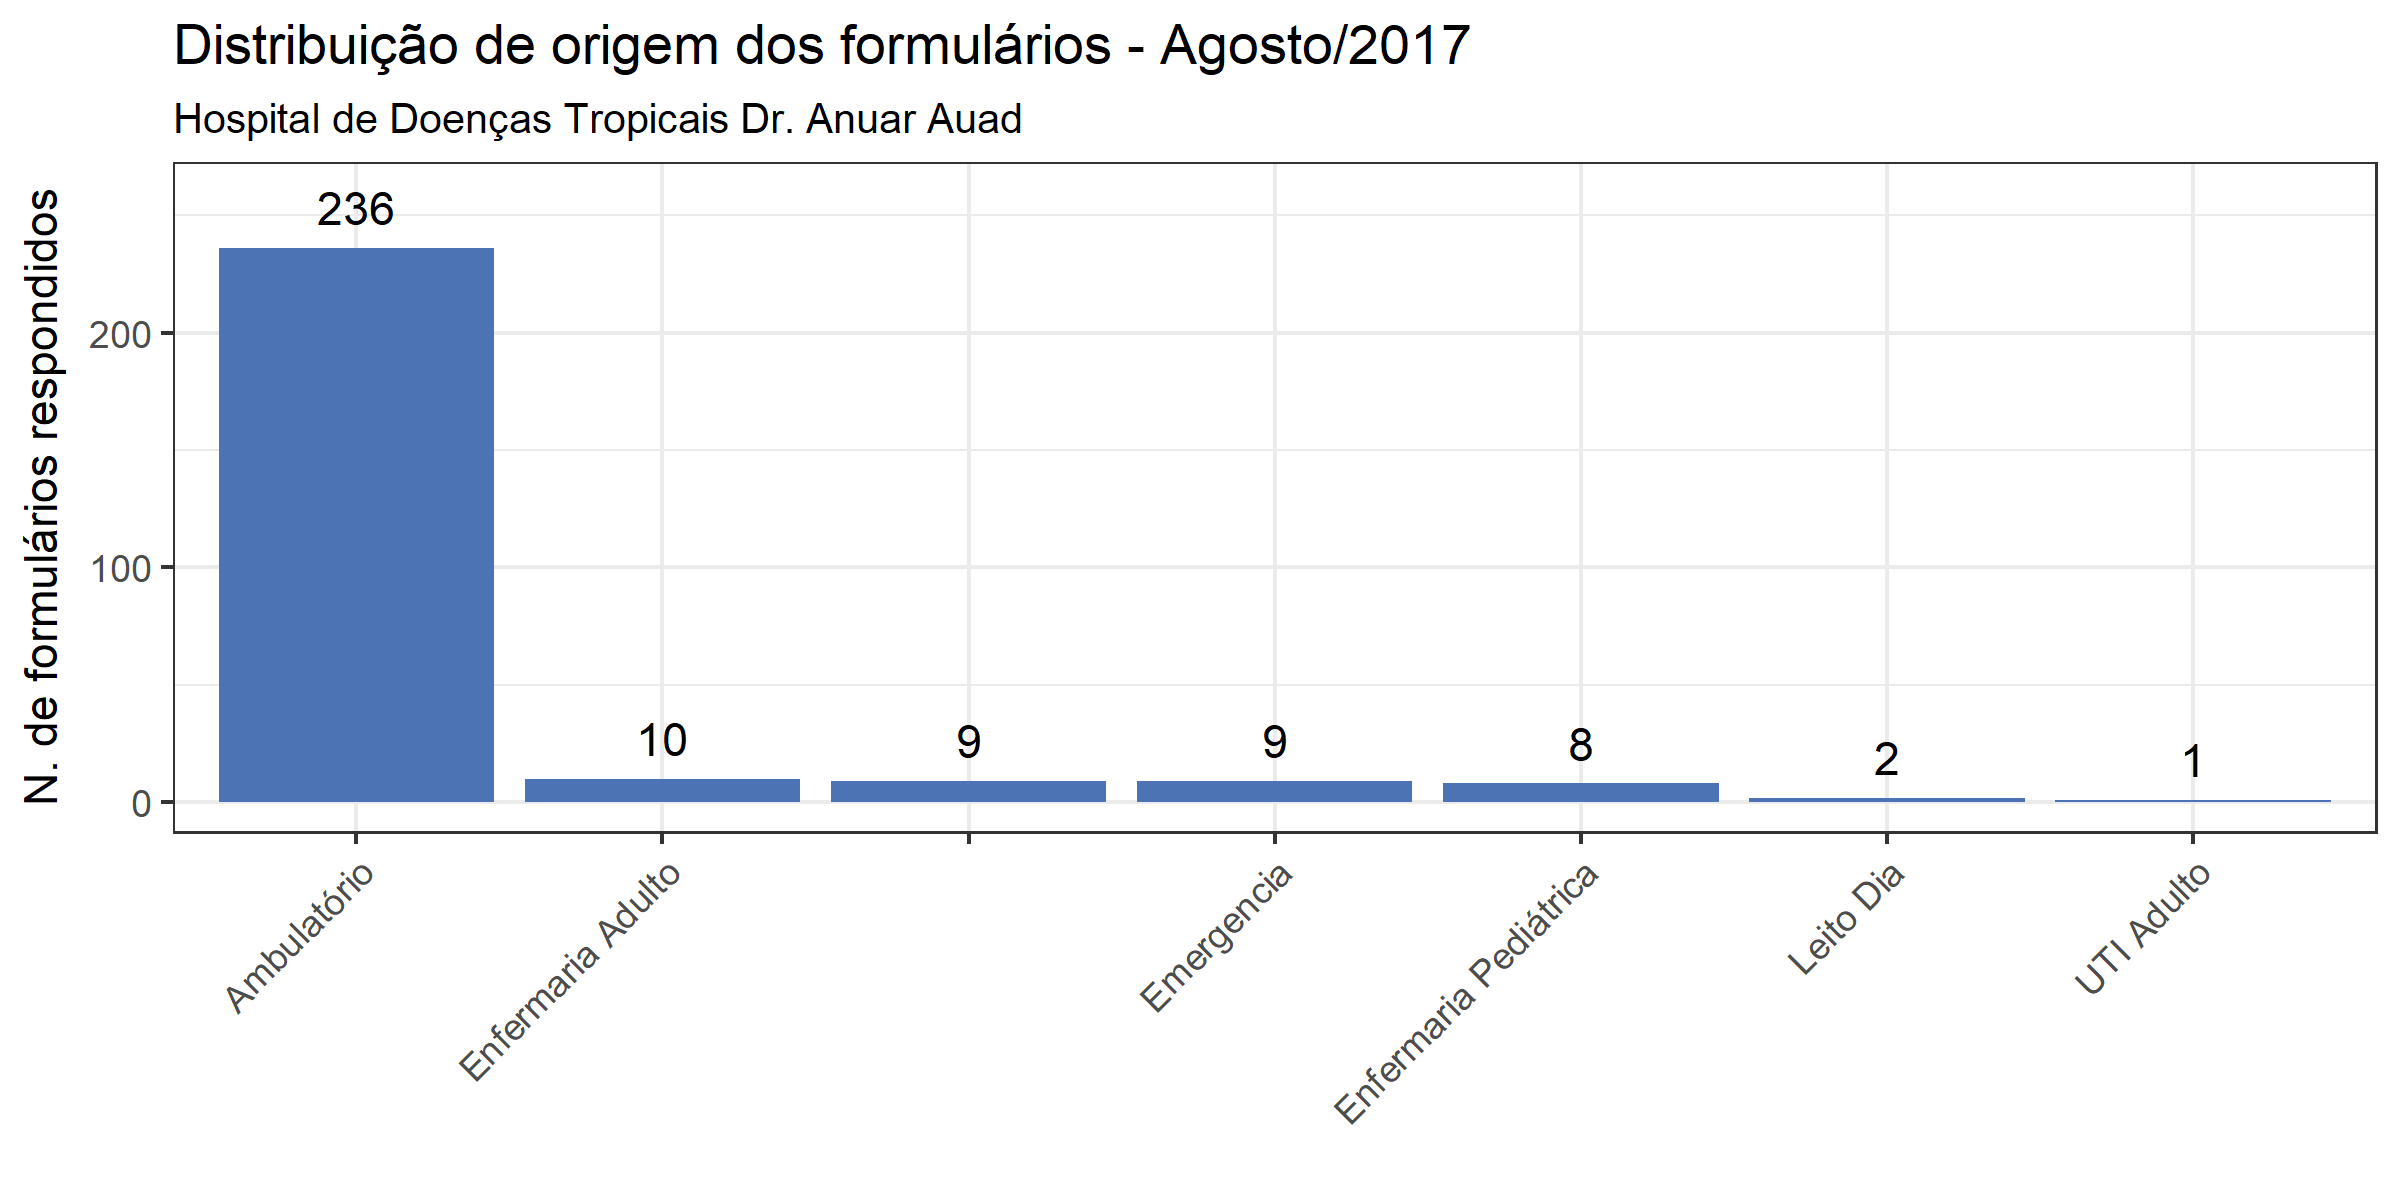 Distribuição de origem dos formulários - Agosto/2017
Hospital de Doenças Tropicais Dr. Anuar Auad
N. de formulários respondidos
200
100
0
236
10
9
9
8
2
1
Ambulatório
Enfermaria Adulto
Emergencia
Enfermaria Pediátrica
Leito Dia
UTI Adulto